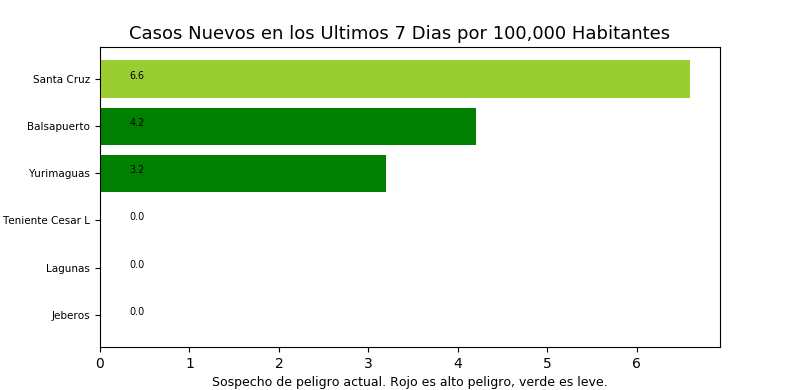 Casos Nuevos en los Ultimos 7 Dias por 100,000 Habitantes
Santa Cruz 6.6
Balsapuerto 4.2
Yurimaguas 3.2
Teniente Cesar L 0.0
Lagunas 0.0
Jeberos 0.0
0 1 2 3 4 5 6
Sospecho de peligro actual. Rojo es alto peligro, verde es leve.